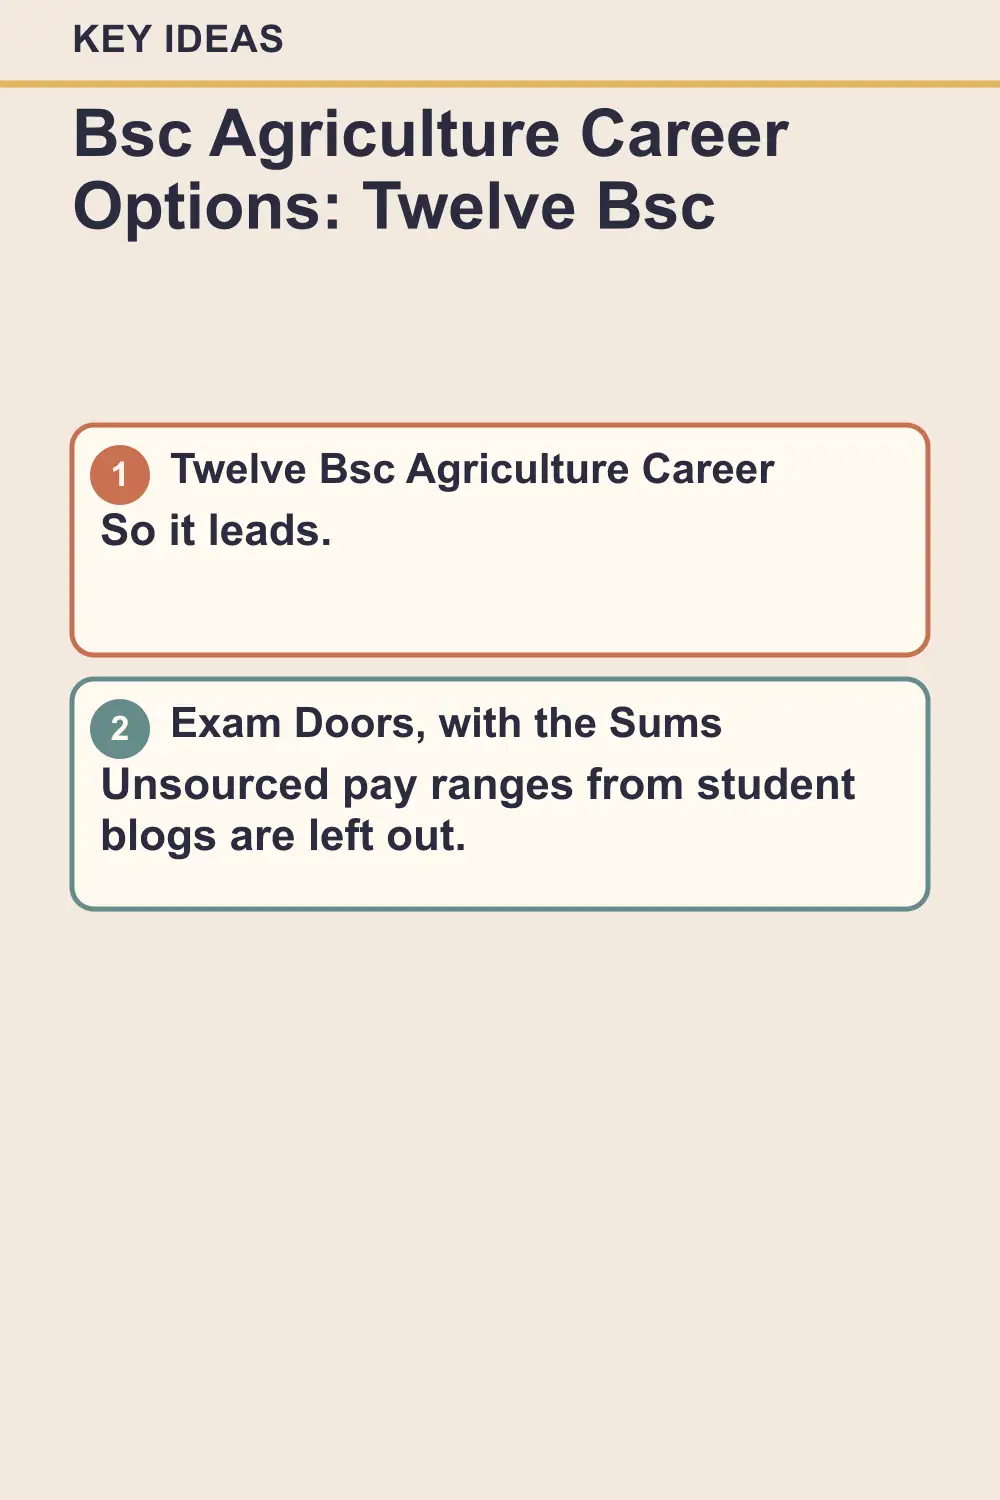 KEY IDEAS
Bsc Agriculture Career
Options: Twelve Bsc
1 Twelve Bsc Agriculture Career
So it leads.
2 Exam Doors, with the Sums
Unsourced pay ranges from student
blogs are left out.